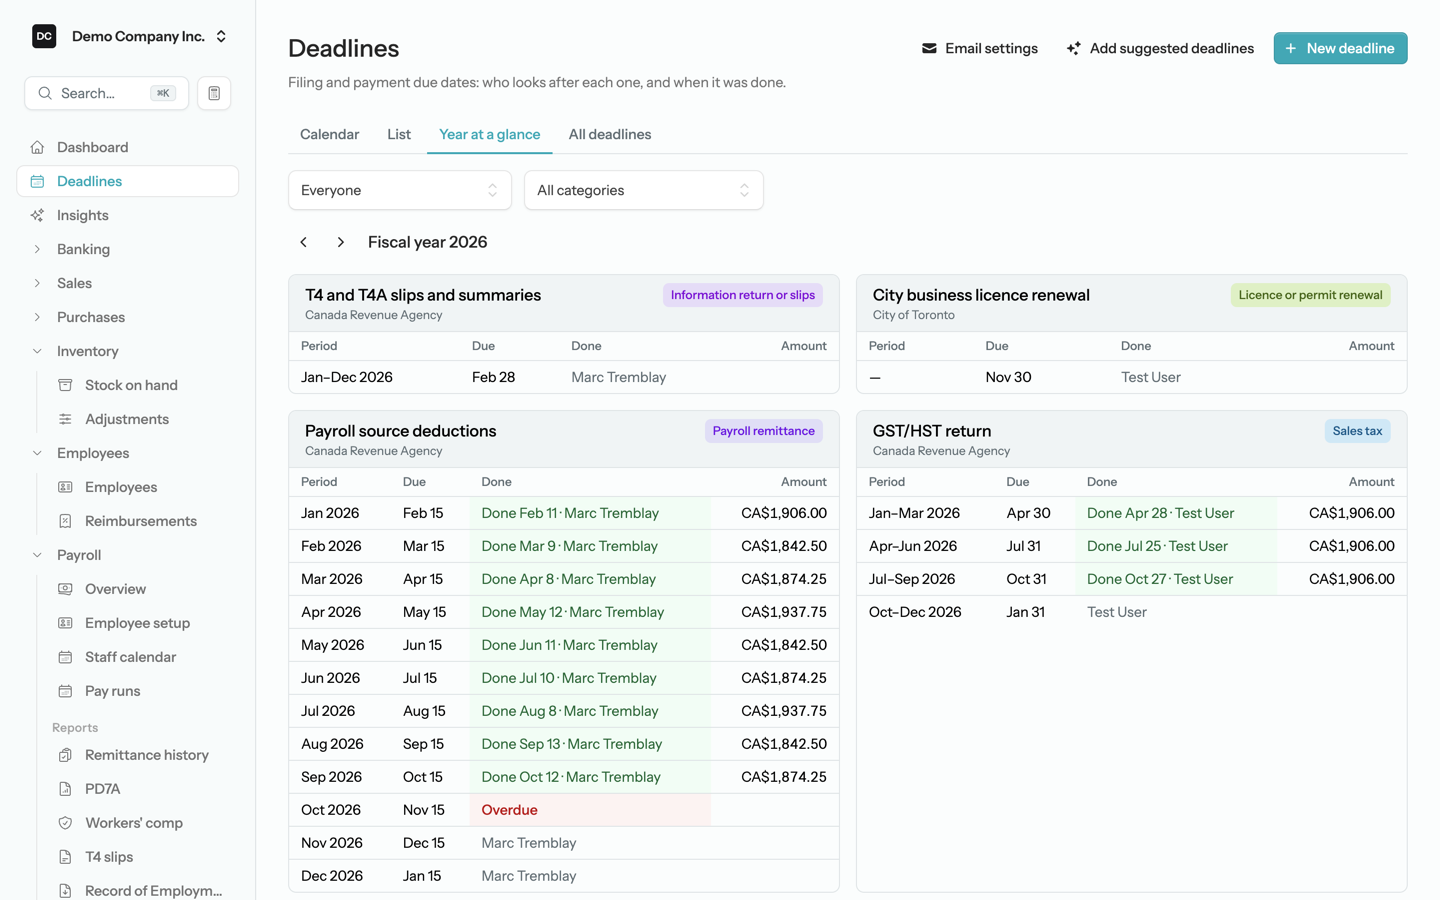 DC
Demo Company Inc.
Search...
⌘K
Dashboard
Deadlines
Insights
Banking
Sales
Purchases
Inventory
Stock on hand
Adjustments
Employees
Employees
Reimbursements
Payroll
Overview
Employee setup
Staff calendar
Pay runs
Reports
Remittance history
PD7A
Workers' comp
T4 slips
Record of Employm...
Deadlines
Email settings
Add suggested deadlines
+ New deadline
Filing and payment due dates: who looks after each one, and when it was done.
Calendar List Year at a glance All deadlines
Everyone
All categories
Fiscal year 2026
T4 and T4A slips and summaries
Information return or slips
Canada Revenue Agency
Period Due Done Amount
Jan–Dec 2026 Feb 28 Marc Tremblay
City business licence renewal
Licence or permit renewal
City of Toronto
Period Due Done Amount
— Nov 30 Test User
Payroll source deductions
Payroll remittance
Canada Revenue Agency
Period Due Done Amount
Jan 2026 Feb 15 Done Feb 11 · Marc Tremblay CA$1,906.00
Feb 2026 Mar 15 Done Mar 9 · Marc Tremblay CA$1,842.50
Mar 2026 Apr 15 Done Apr 8 · Marc Tremblay CA$1,874.25
Apr 2026 May 15 Done May 12 · Marc Tremblay CA$1,937.75
May 2026 Jun 15 Done Jun 11 · Marc Tremblay CA$1,842.50
Jun 2026 Jul 15 Done Jul 10 · Marc Tremblay CA$1,874.25
Jul 2026 Aug 15 Done Aug 8 · Marc Tremblay CA$1,937.75
Aug 2026 Sep 15 Done Sep 13 · Marc Tremblay CA$1,842.50
Sep 2026 Oct 15 Done Oct 12 · Marc Tremblay CA$1,874.25
Oct 2026 Nov 15 Overdue
Nov 2026 Dec 15 Marc Tremblay
Dec 2026 Jan 15 Marc Tremblay
GST/HST return
Sales tax
Canada Revenue Agency
Period Due Done Amount
Jan–Mar 2026 Apr 30 Done Apr 28 · Test User CA$1,906.00
Apr–Jun 2026 Jul 31 Done Jul 25 · Test User CA$1,906.00
Jul–Sep 2026 Oct 31 Done Oct 27 · Test User CA$1,906.00
Oct–Dec 2026 Jan 31 Test User